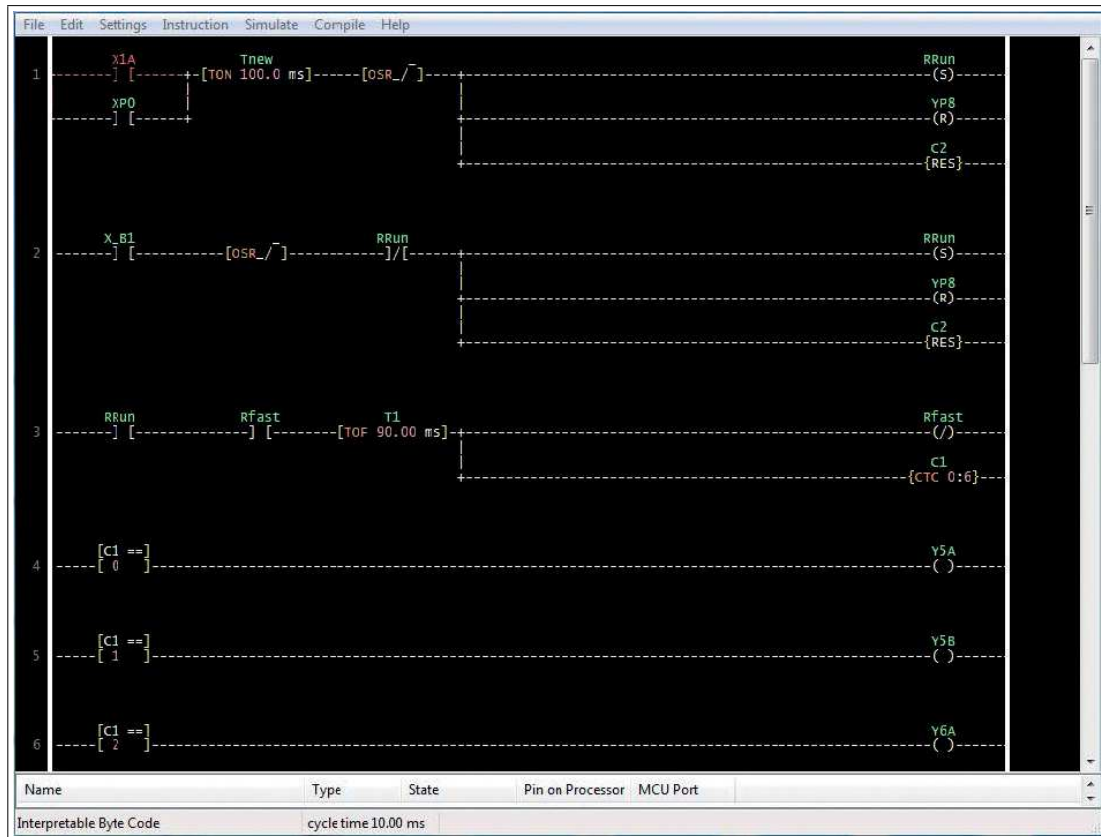 File Edit Settings Instruction Simulate Compile Help
X1A Tnew RRun
1 ] [ [TON 100.0 ms] [OSR_/‾] (S)
XP0 YP8
] [ (R)
C2
{RES}
X_B1 RRun RRun
2 ] [ [OSR_/‾] ]/[ (S)
YP8
(R)
C2
{RES}
RRun Rfast T1 Rfast
3 ] [ ] [ [TOF 90.00 ms] (/)
C1
{CTC 0:6}
[C1 ==] Y5A
4 [ 0 ] ( )
[C1 ==] Y5B
5 [ 1 ] ( )
[C1 ==] Y6A
6 [ 2 ] ( )
Name Type State Pin on Processor MCU Port
Interpretable Byte Code cycle time 10.00 ms